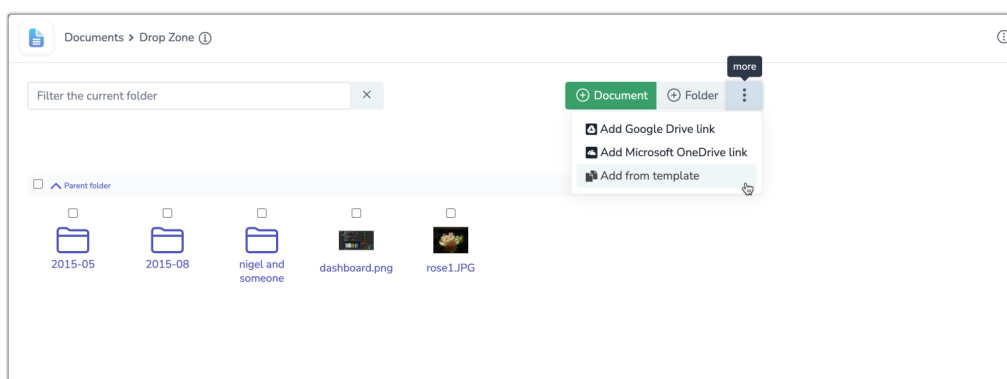 Documents > Drop Zone
more
Filter the current folder
Document
Folder
Add Google Drive link
Add Microsoft OneDrive link
Add from template
Parent folder
2015-05
2015-08
nigel and
someone
dashboard.png
rose1.JPG